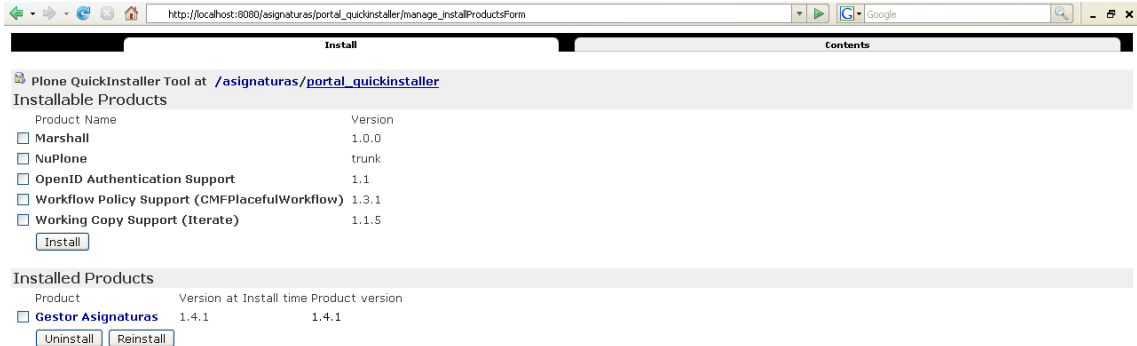 http://localhost:8080/asignaturas/portal_quickinstaller/manage_installProductsForm G Google
Install Contents
Plone QuickInstaller Tool at /asignaturas/portal_quickinstaller
Installable Products
Product Name Version
Marshall 1.0.0
NuPlone trunk
OpenID Authentication Support 1.1
Workflow Policy Support (CMFPlacefulWorkflow) 1.3.1
Working Copy Support (Iterate) 1.1.5
Install
Installed Products
Product Version at Install time Product version
Gestor Asignaturas 1.4.1 1.4.1
Uninstall Reinstall